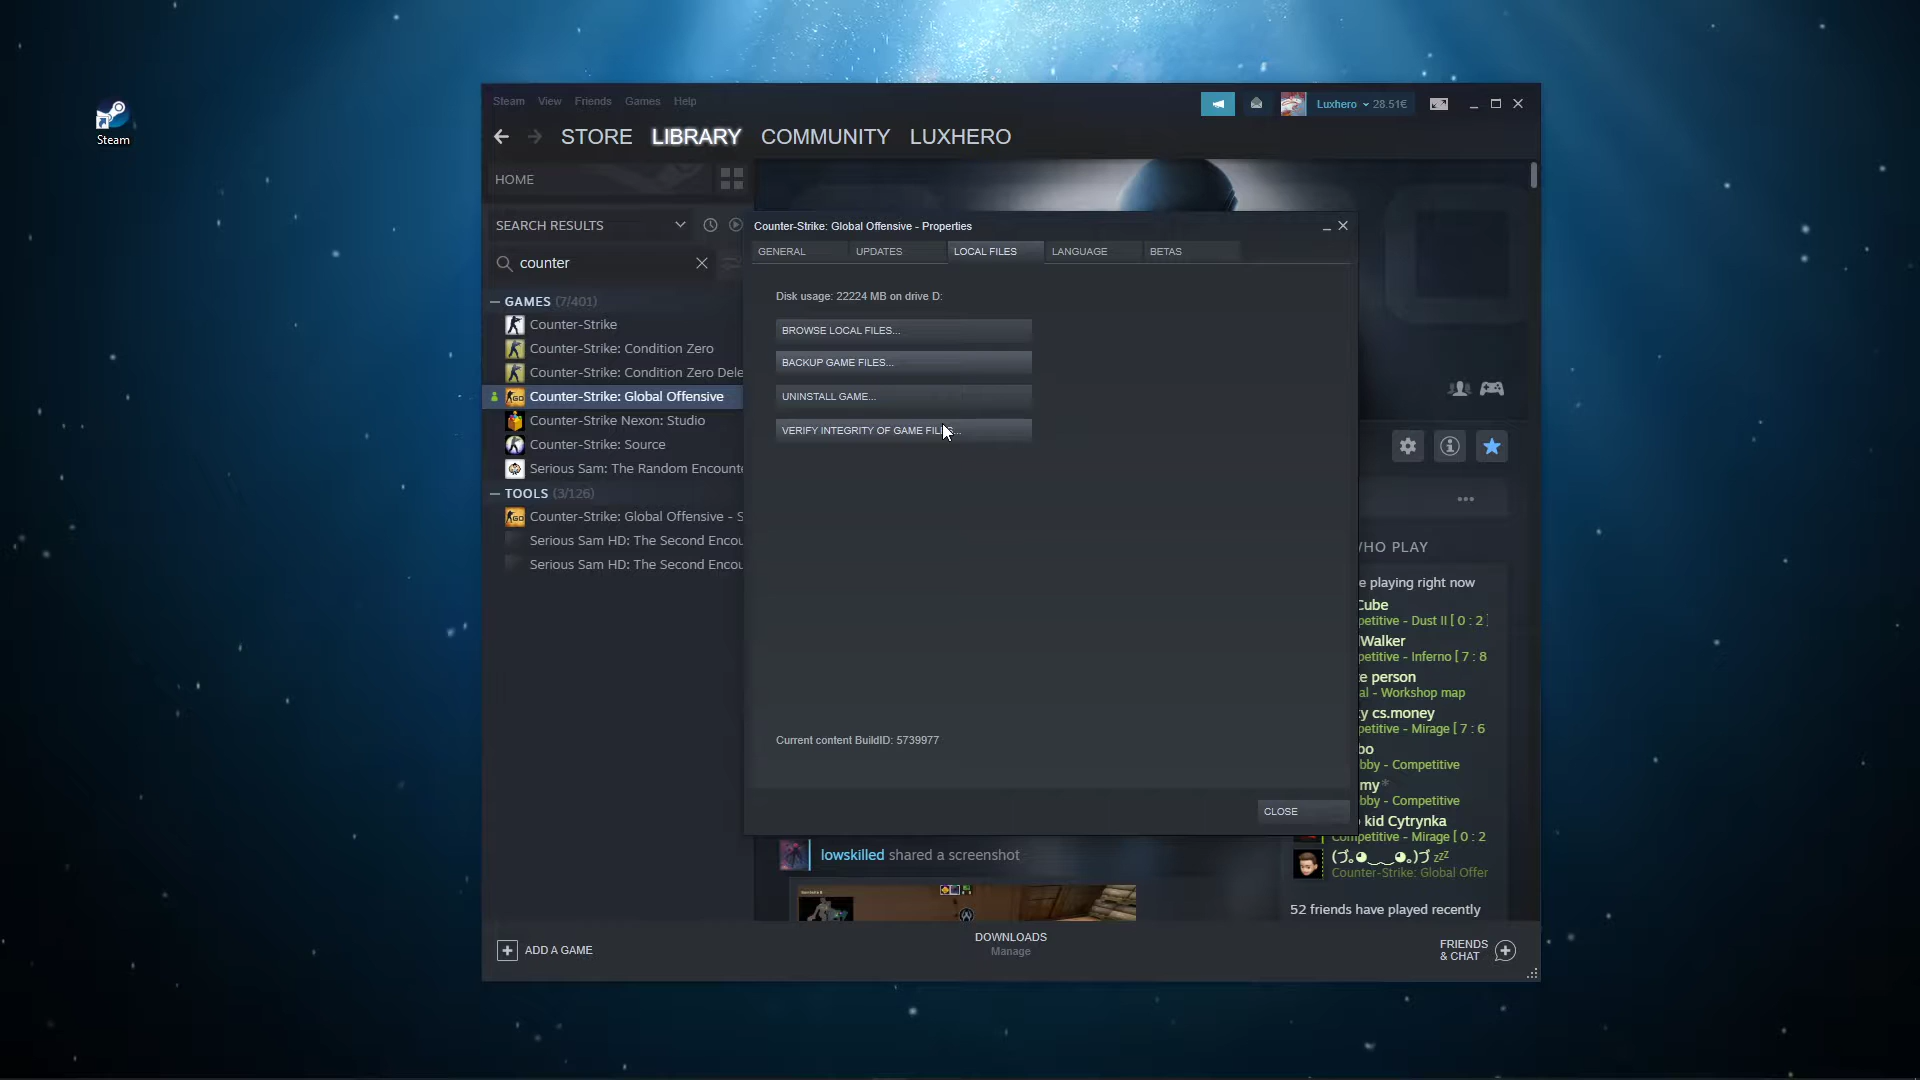 Steam
Steam View Friends Games Help
Luxhero 28.51€
STORE LIBRARY COMMUNITY LUXHERO
HOME
SEARCH RESULTS
counter
GAMES (7/401)
Counter-Strike
Counter-Strike: Condition Zero
Counter-Strike: Condition Zero Dele
Counter-Strike: Global Offensive
Counter-Strike Nexon: Studio
Counter-Strike: Source
Serious Sam: The Random Encounte
TOOLS (3/126)
Counter-Strike: Global Offensive - S
Serious Sam HD: The Second Encou
Serious Sam HD: The Second Encou
Counter-Strike: Global Offensive - Properties
GENERAL UPDATES LOCAL FILES LANGUAGE BETAS
Disk usage: 22224 MB on drive D:
BROWSE LOCAL FILES...
BACKUP GAME FILES...
UNINSTALL GAME...
VERIFY INTEGRITY OF GAME FILES...
Current content BuildID: 5739977
CLOSE
HO PLAY
e playing right now
Cube
petitive - Dust II [ 0 : 2 ]
Walker
petitive - Inferno [ 7 : 8
te person
al - Workshop map
y cs.money
petitive - Mirage [ 7 : 6
bo
bby - Competitive
my*
bby - Competitive
kid Cytrynka
Competitive - Mirage [ 0 : 2
zzz
Counter-Strike: Global Offer
52 friends have played recently
lowskilled shared a screenshot
ADD A GAME
DOWNLOADS
Manage
FRIENDS
& CHAT